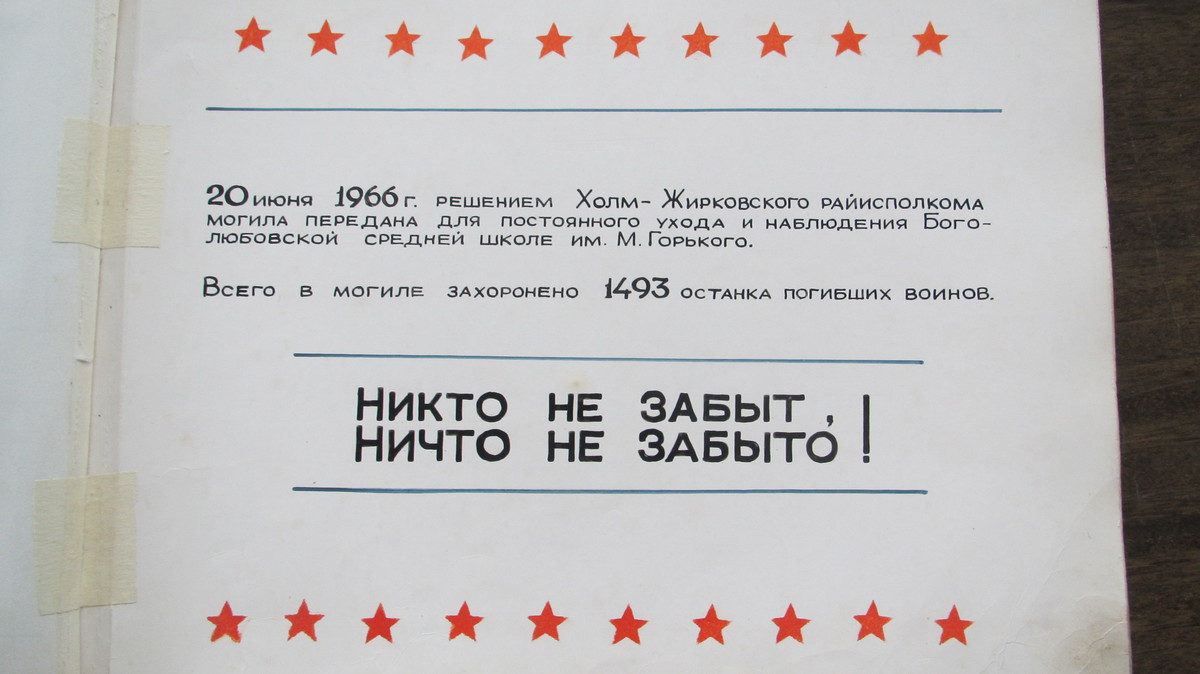 20 июня 1966 г. решением Холм-Жирковского райисполкома
могила передана для постоянного ухода и наблюдения Бого-
любовской средней школе им. М. Горького.
Всего в могиле захоронено 1493 останка погибших воинов.
Никто не забыт,
ничто не забыто!